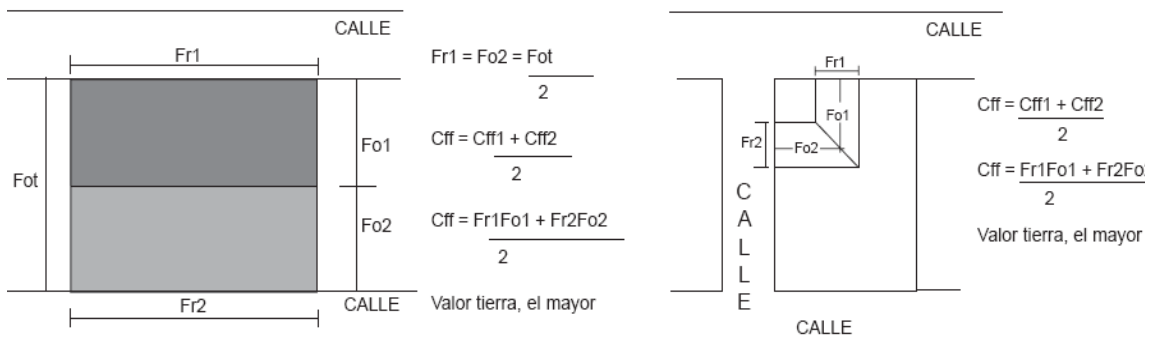 CALLE
Fr1
Fot
Fo1
Fo2
Fr2
CALLE
Fr1 = Fo2 = Fot
2
Cff = Cff1 + Cff2
2
Cff = Fr1Fo1 + Fr2Fo2
2
Valor tierra, el mayor
CALLE
Fr1
Fo1
Fr2
Fo2
CALLE
CALLE
Cff = Cff1 + Cff2
2
Cff = Fr1Fo1 + Fr2Fo
2
Valor tierra, el mayor